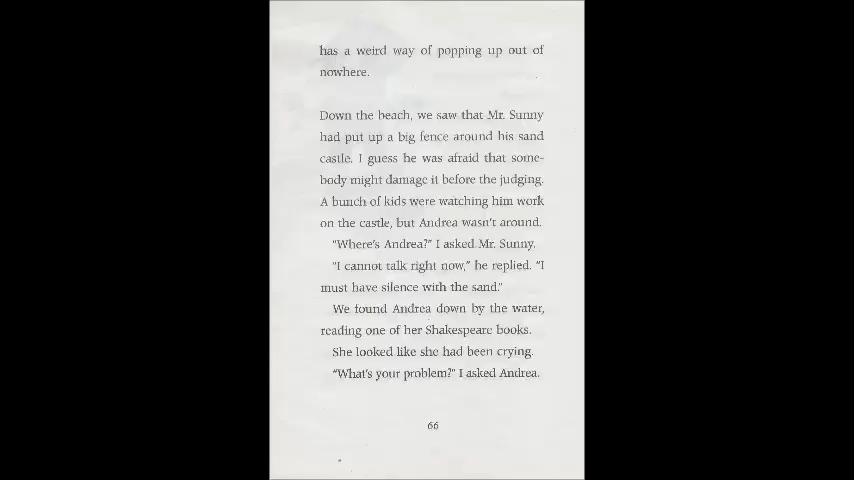 has a weird way of popping up out of
nowhere.
Down the beach, we saw that Mr. Sunny
had put up a big fence around his sand
castle. I guess he was afraid that some-
body might damage it before the judging.
A bunch of kids were watching him work
on the castle, but Andrea wasn't around.
"Where's Andrea?" I asked Mr. Sunny.
"I cannot talk right now," he replied. "I
must have silence with the sand."
We found Andrea down by the water,
reading one of her Shakespeare books.
She looked like she had been crying.
"What's your problem?" I asked Andrea.
66